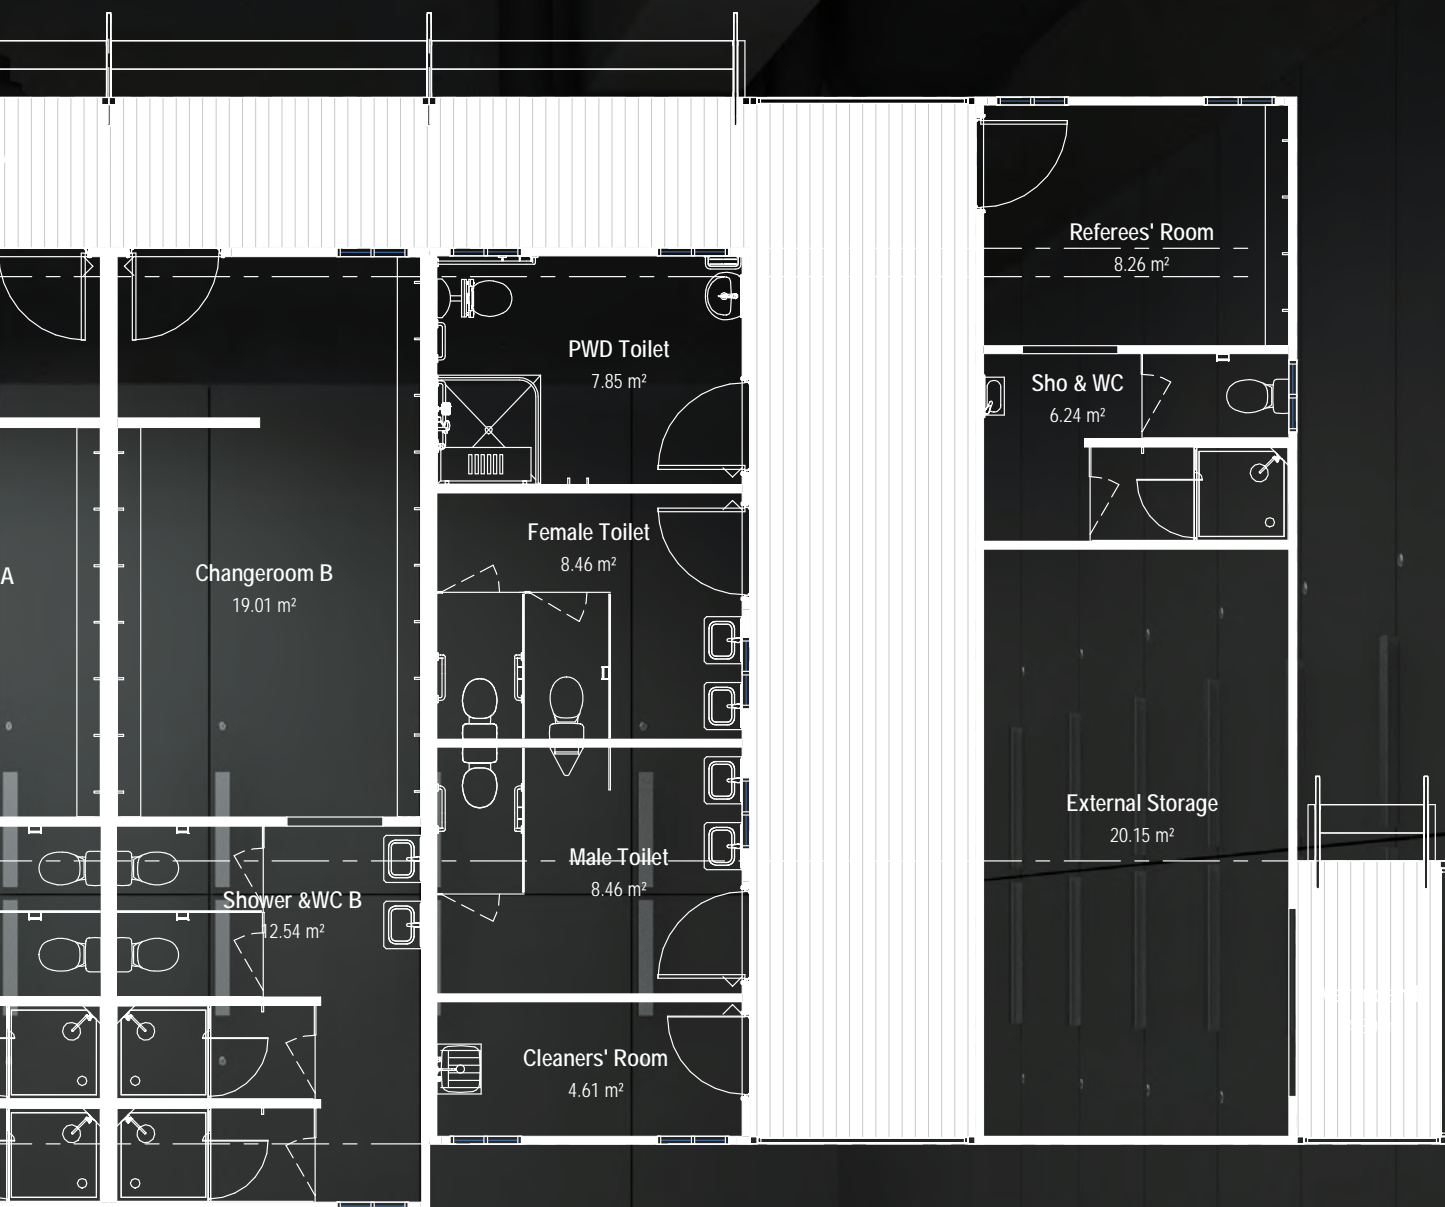 Referees' Room
8.26 m²
PWD Toilet
7.85 m²
Sho & WC
6.24 m²
Female Toilet
8.46 m²
A
Changeroom B
19.01 m²
External Storage
20.15 m²
Male Toilet
8.46 m²
Shower &WC B
12.54 m²
Cleaners' Room
4.61 m²